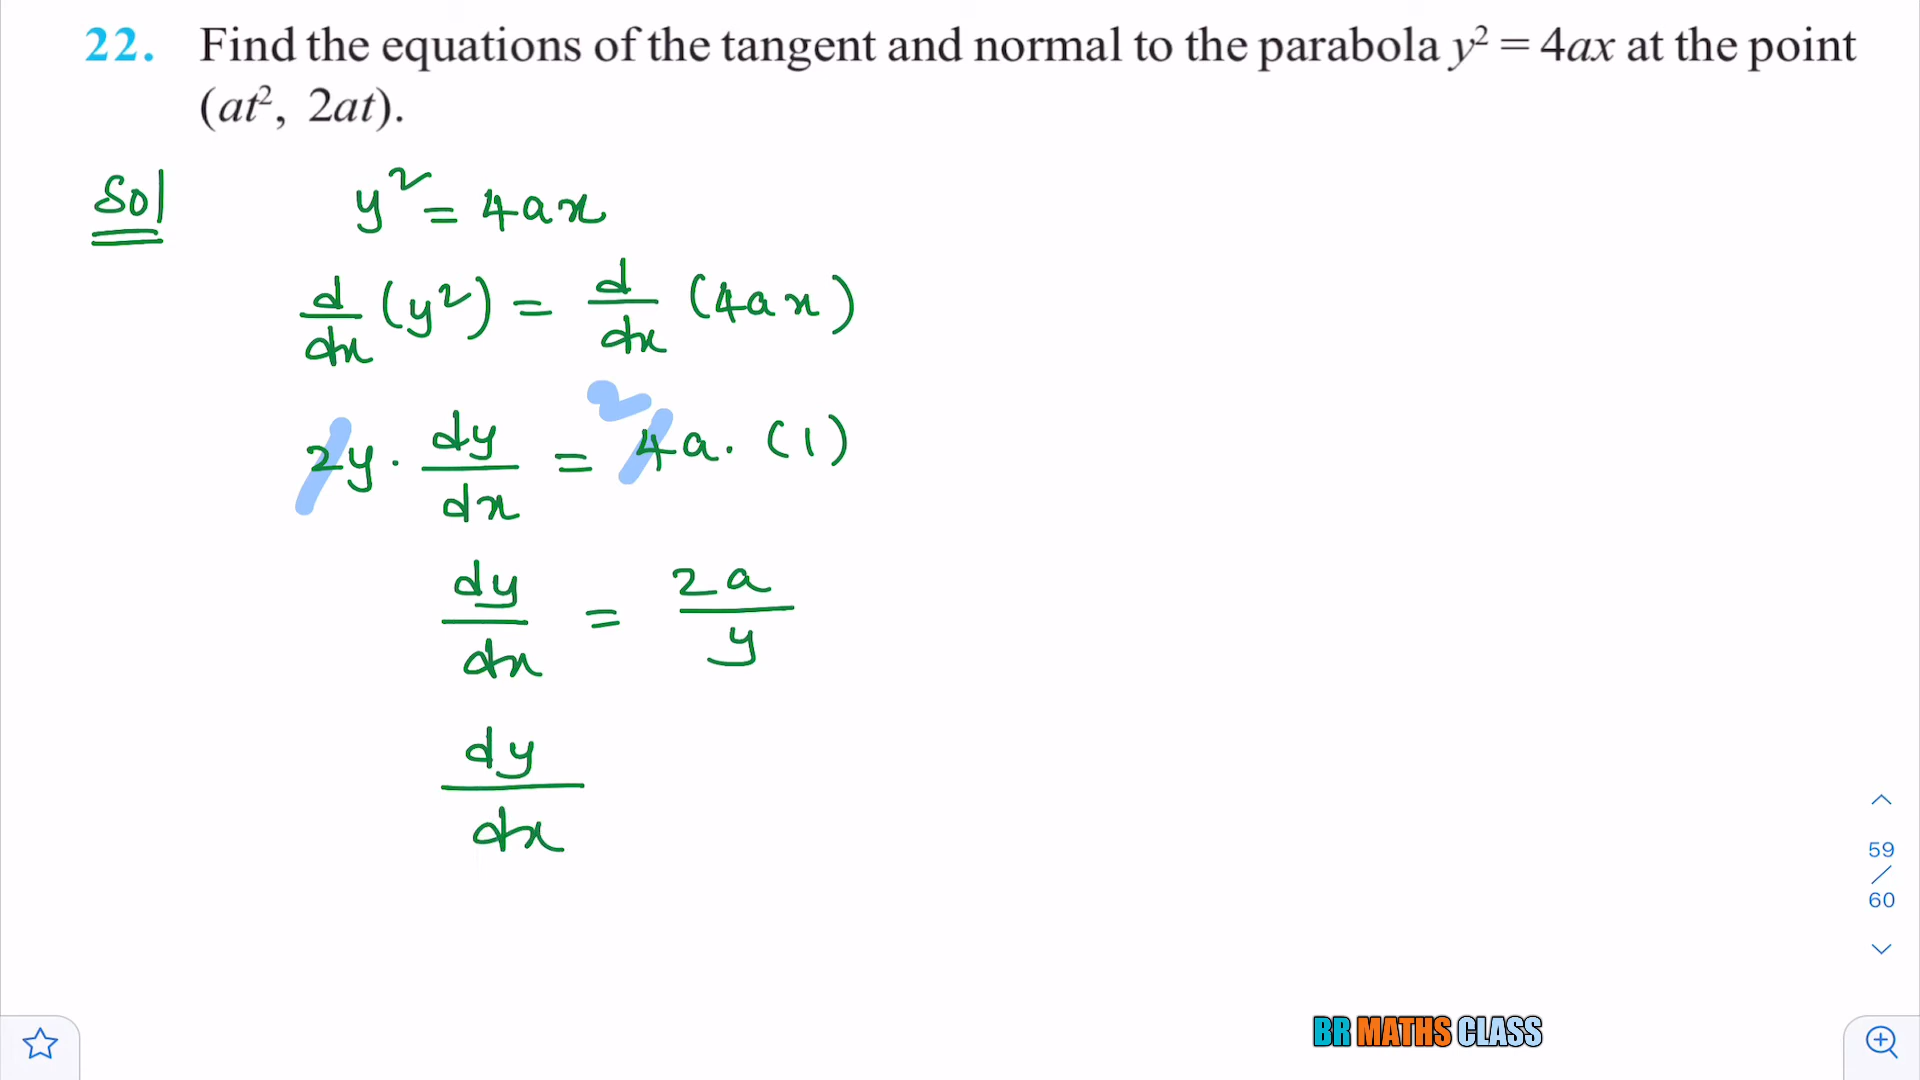 22. Find the equations of the tangent and normal to the parabola y² = 4ax at the point
(at², 2at).
Sol
y² = 4ax
d/dx (y²) = d/dx (4ax)
2y · dy/dx = 4a · (1)
2
dy/dx = 2a/y
dy/dx
59
/
60
BR MATHS CLASS